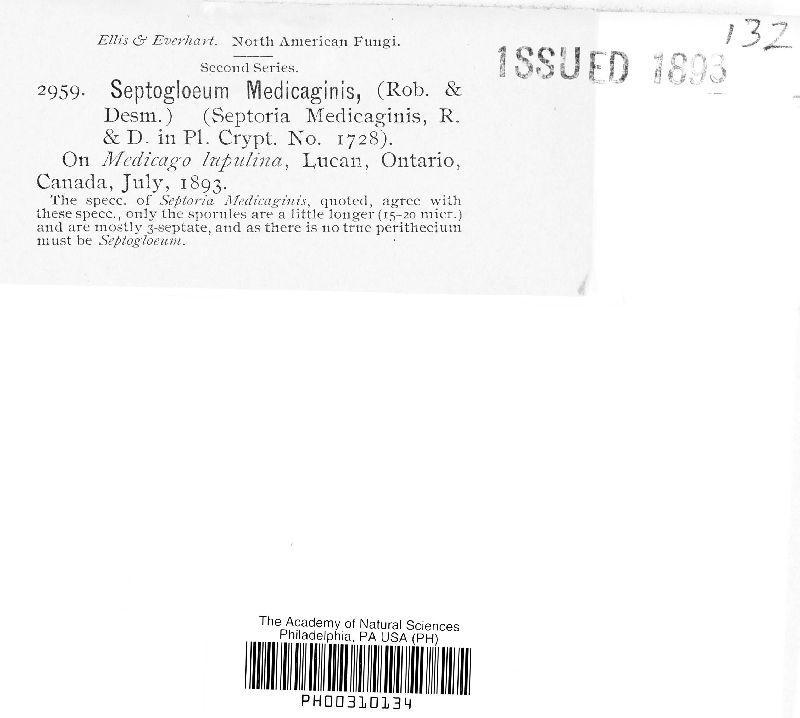 132
Ellis & Everhart. North American Fungi.
ISSUED 1893
Second Series.
2959. Septogloeum Medicaginis, (Rob. &
Desm.) (Septoria Medicaginis, R.
& D. in Pl. Crypt. No. 1728).
On Medicago lupulina, Lucan, Ontario,
Canada, July, 1893.
The specc. of Septoria Medicaginis, quoted, agree with
these specc., only the sporules are a little longer (15-20 micr.)
and are mostly 3-septate, and as there is no true perithecium
must be Septogloeum.
The Academy of Natural Sciences
Philadelphia, PA USA (PH)
PH00310134